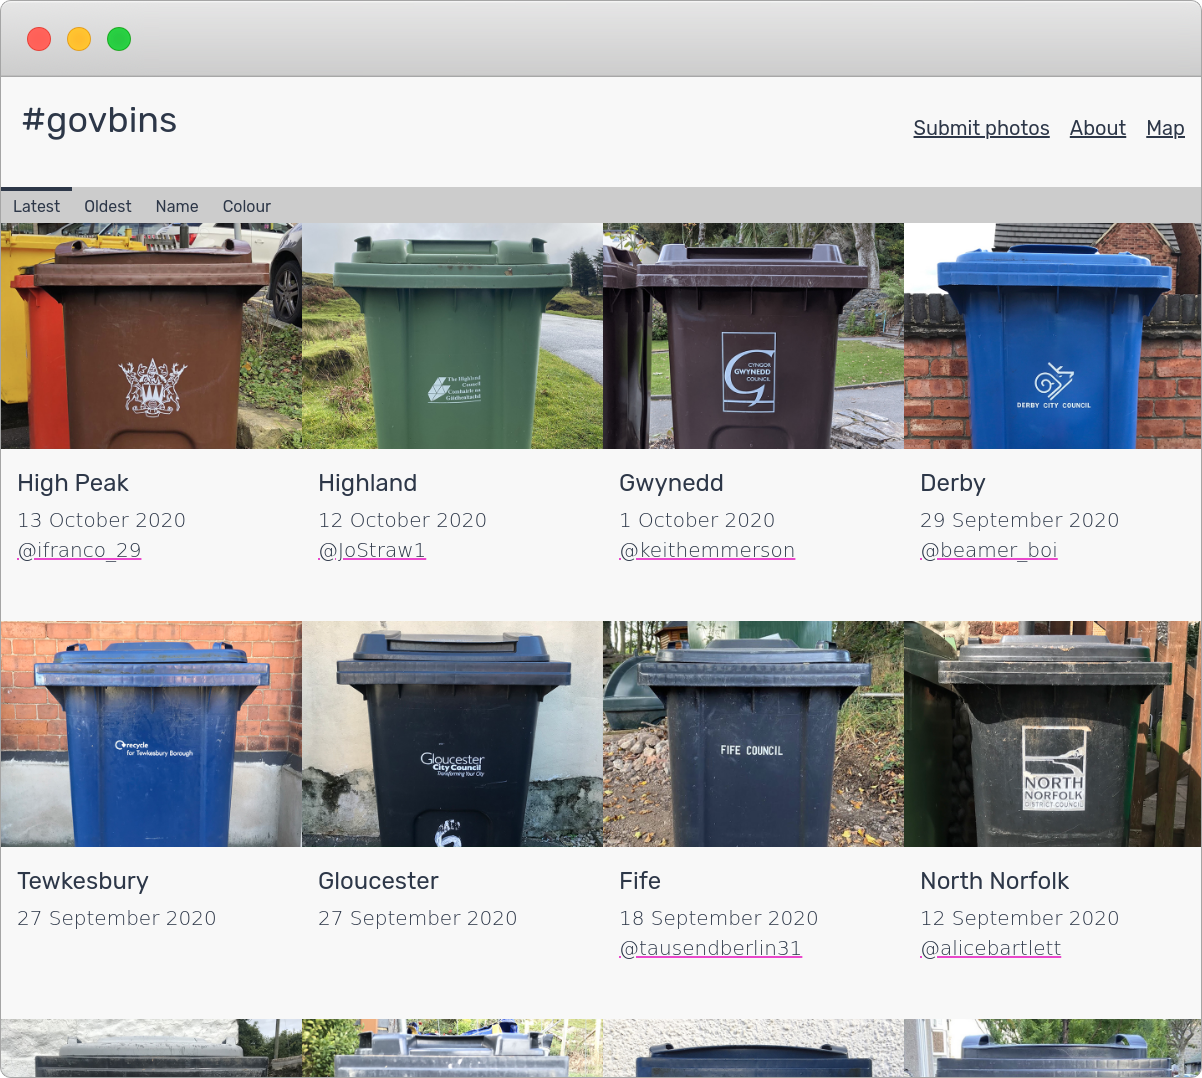 #govbins
Submit photos About Map
Latest Oldest Name Colour
The Highland
Council
Comhairle na
Gàidhealtachd
CYNGOR
GWYNEDD
COUNCIL
DERBY CITY COUNCIL
High Peak
13 October 2020
@ifranco_29
Highland
12 October 2020
@JoStraw1
Gwynedd
1 October 2020
@keithemmerson
Derby
29 September 2020
@beamer_boi
recycle
for Tewkesbury Borough
Gloucester
City Council
Transforming Your City
6
FIFE COUNCIL
NORTH
NORFOLK
DISTRICT COUNCIL
Tewkesbury
27 September 2020
Gloucester
27 September 2020
Fife
18 September 2020
@tausendberlin31
North Norfolk
12 September 2020
@alicebartlett